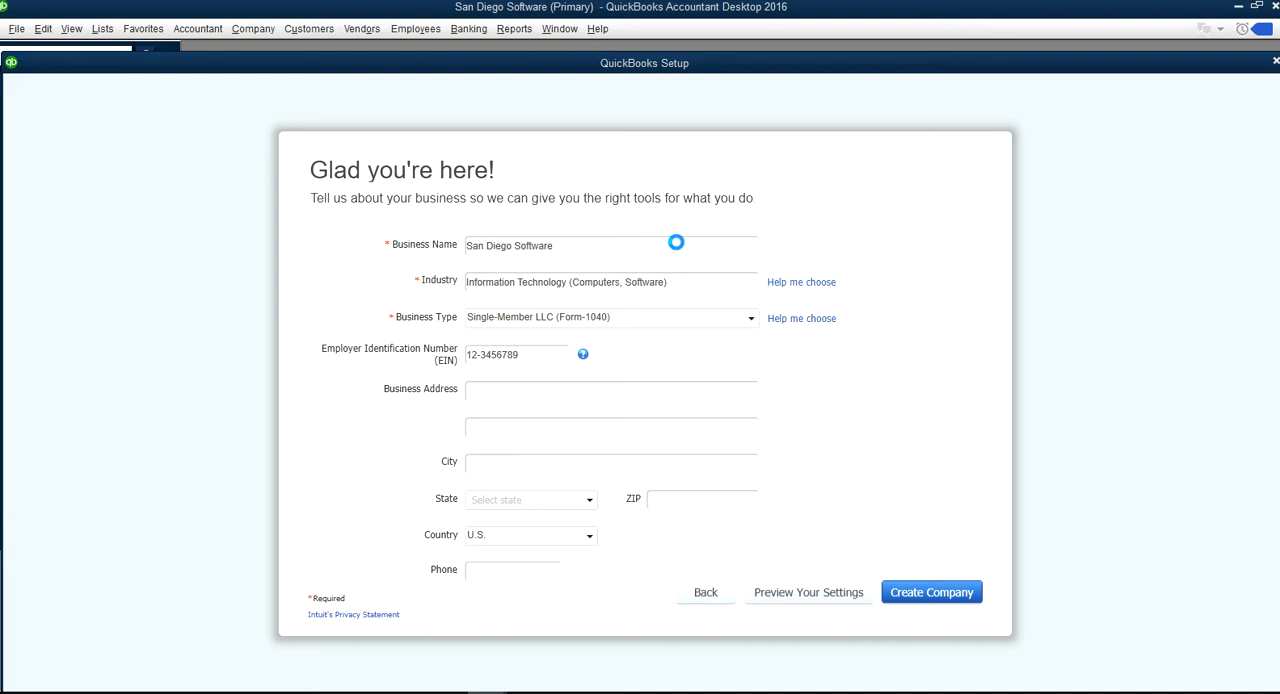 San Diego Software (Primary) - QuickBooks Accountant Desktop 2016
File Edit View Lists Favorites Accountant Company Customers Vendors Employees Banking Reports Window Help
qb QuickBooks Setup
Glad you're here!
Tell us about your business so we can give you the right tools for what you do
* Business Name San Diego Software
* Industry Information Technology (Computers, Software) Help me choose
* Business Type Single-Member LLC (Form-1040) Help me choose
Employer Identification Number
(EIN) 12-3456789 ?
Business Address
City
State Select state ZIP
Country U.S.
Phone
Back Preview Your Settings Create Company
*Required
Intuit's Privacy Statement